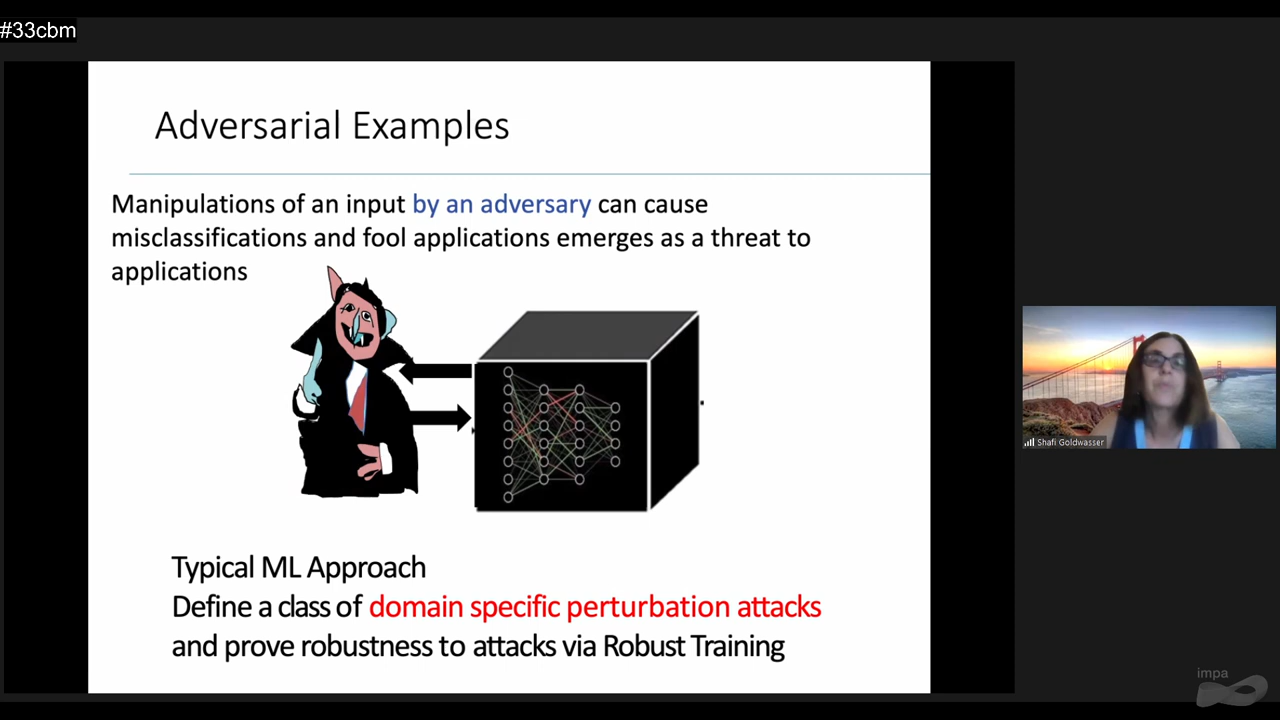 #33cbm
Adversarial Examples
Manipulations of an input by an adversary can cause
misclassifications and fool applications emerges as a threat to
applications
Typical ML Approach
Define a class of domain specific perturbation attacks
and prove robustness to attacks via Robust Training
Shafi Goldwasser
impa